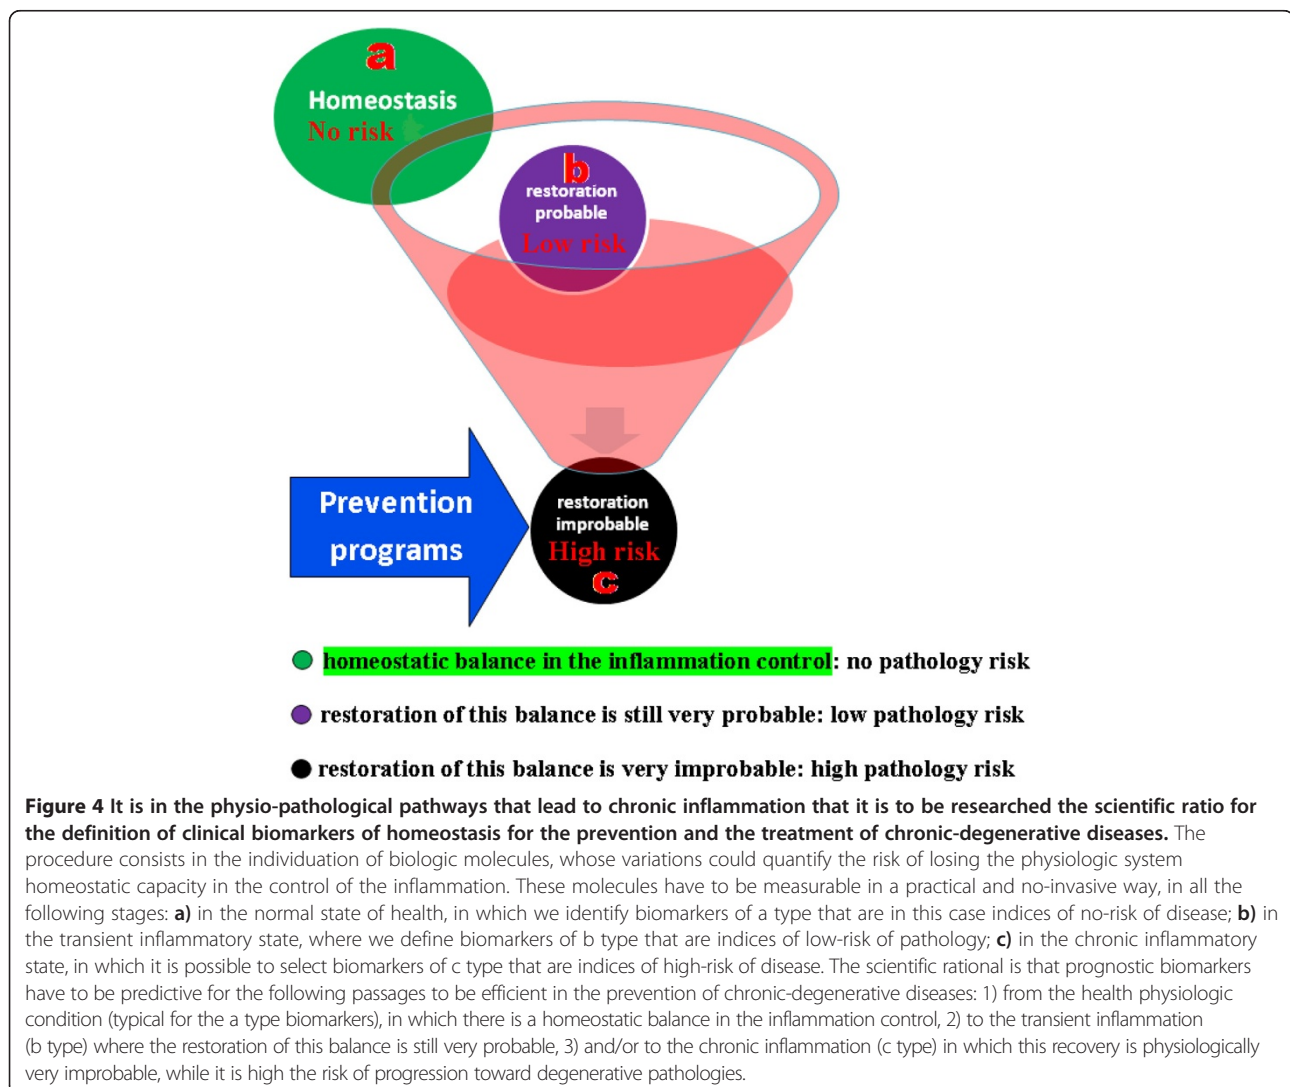 a
Homeostasis
No risk
b
restoration
probable
Low risk
Prevention
programs
restoration
improbable
High risk
c
homeostatic balance in the inflammation control: no pathology risk
restoration of this balance is still very probable: low pathology risk
restoration of this balance is very improbable: high pathology risk
Figure 4 It is in the physio-pathological pathways that lead to chronic inflammation that it is to be researched the scientific ratio for
the definition of clinical biomarkers of homeostasis for the prevention and the treatment of chronic-degenerative diseases. The
procedure consists in the individuation of biologic molecules, whose variations could quantify the risk of losing the physiologic system
homeostatic capacity in the control of the inflammation. These molecules have to be measurable in a practical and no-invasive way, in all the
following stages: a) in the normal state of health, in which we identify biomarkers of a type that are in this case indices of no-risk of disease; b) in
the transient inflammatory state, where we define biomarkers of b type that are indices of low-risk of pathology; c) in the chronic inflammatory
state, in which it is possible to select biomarkers of c type that are indices of high-risk of disease. The scientific rational is that prognostic biomarkers
have to be predictive for the following passages to be efficient in the prevention of chronic-degenerative diseases: 1) from the health physiologic
condition (typical for the a type biomarkers), in which there is a homeostatic balance in the inflammation control, 2) to the transient inflammation
(b type) where the restoration of this balance is still very probable, 3) and/or to the chronic inflammation (c type) in which this recovery is physiologically
very improbable, while it is high the risk of progression toward degenerative pathologies.